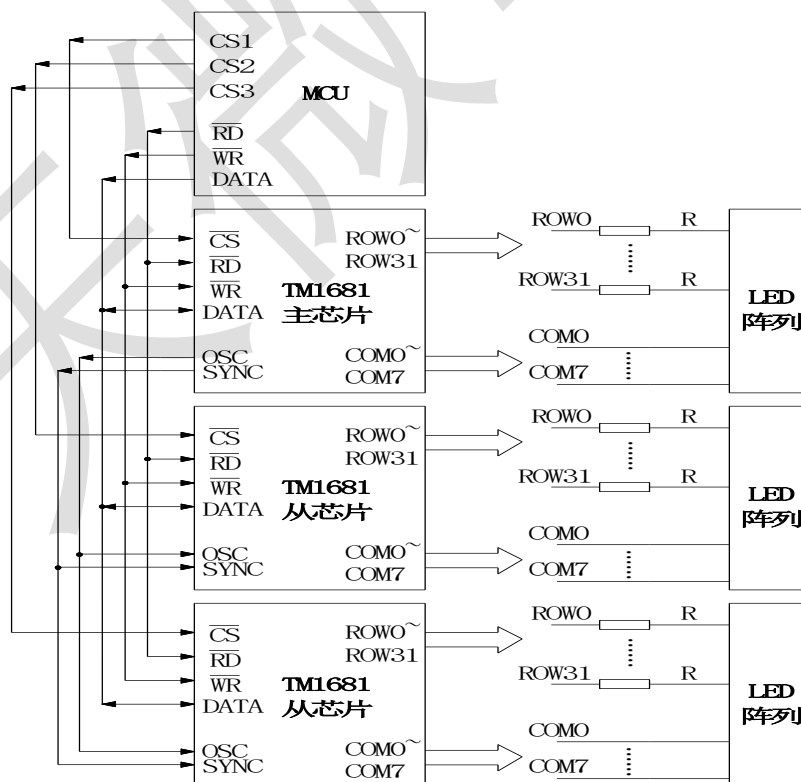 CS1
CS2
CS3
MCU
RD
WR
DATA
CS
RD
WR
DATA
OSC
SYNC
TM1681
主芯片
ROW0~
ROW31
COM0~
COM7
ROW0
R
ROW31
R
COM0
COM7
LED
阵列
CS
RD
WR
DATA
OSC
SYNC
TM1681
从芯片
ROW0~
ROW31
COM0~
COM7
ROW0
R
ROW31
R
COM0
COM7
LED
阵列
CS
RD
WR
DATA
OSC
SYNC
TM1681
从芯片
ROW0~
ROW31
COM0~
COM7
ROW0
R
ROW31
R
COM0
COM7
LED
阵列